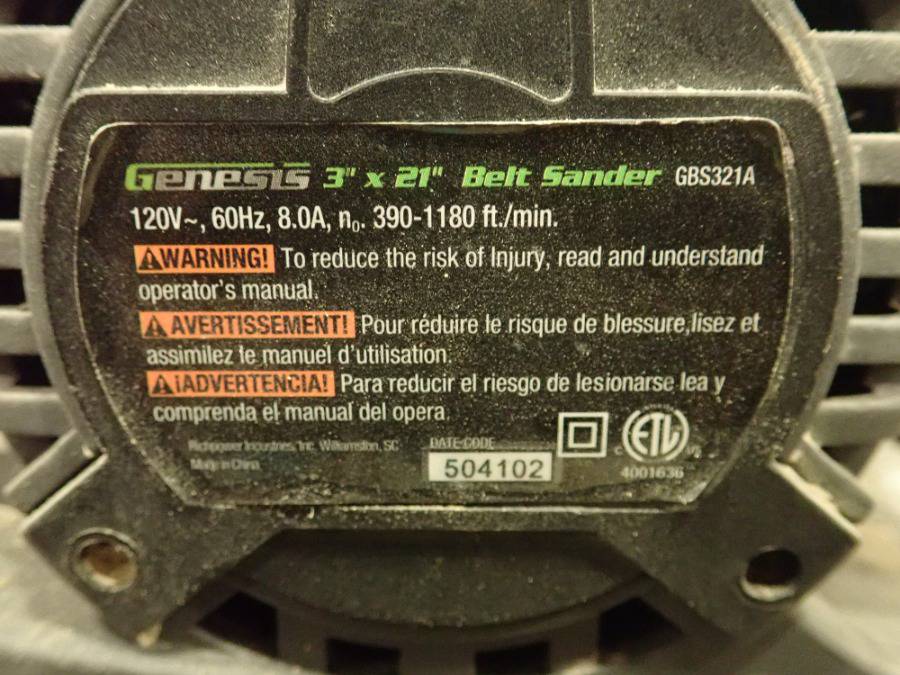 Genesis 3" x 21" Belt Sander GBS321A
120V~, 60Hz, 8.0A, n₀. 390-1180 ft./min.
WARNING! To reduce the risk of Injury, read and understand
operator's manual.
AVERTISSEMENT! Pour réduire le risque de blessure,lisez et
assimilez le manuel d'utilisation.
¡ADVERTENCIA! Para reducir el riesgo de lesionarse lea y
comprenda el manual del opera.
Richpower Industries, Inc. Williamston, SC
Made in China
DATE CODE
504102
C ETL US
4001636